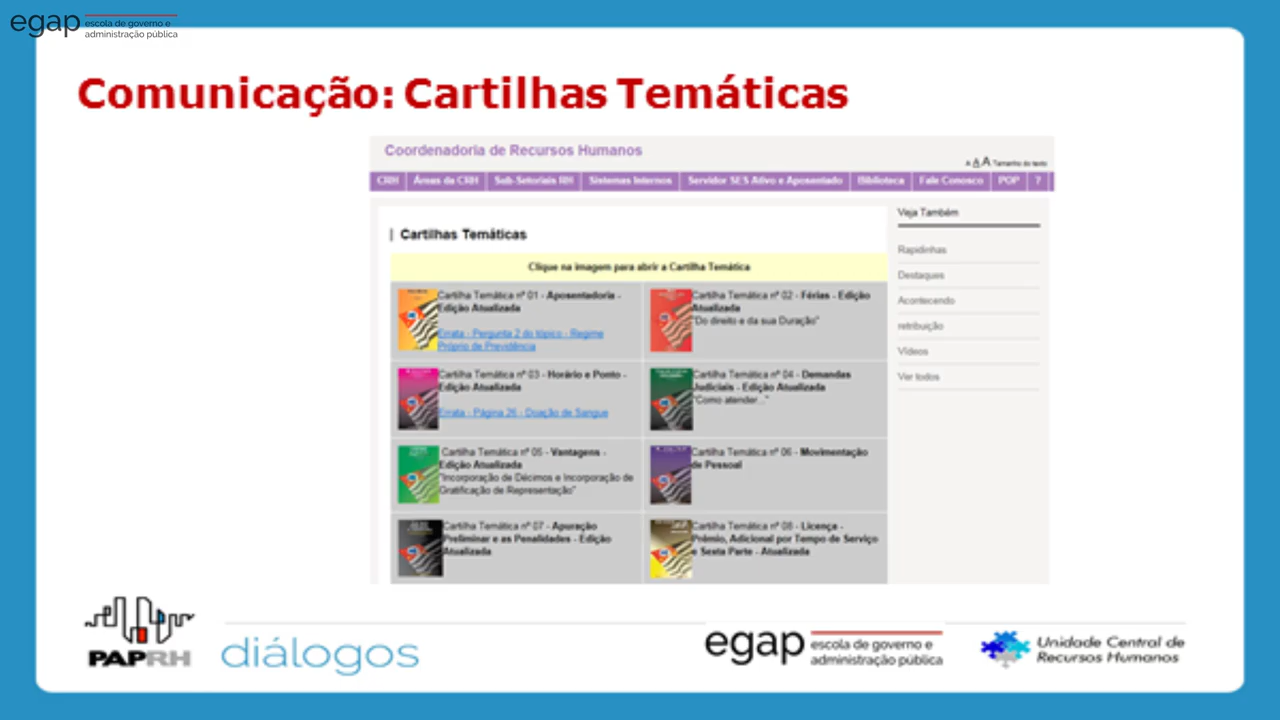 egap escola de governo e
administração pública
Comunicação: Cartilhas Temáticas
Coordenadoria de Recursos Humanos
A A A Tamanho do texto
CRH Áreas da CRH Sub-Setoriais RH Sistemas Internos Servidor SES Ativo e Aposentado Biblioteca Fale Conosco POP ?
Cartilhas Temáticas
Clique na imagem para abrir a Cartilha Temática
Cartilha Temática nº 01 - Aposentadoria -
Edição Atualizada
Errata - Pergunta 2 do tópico - Regime
Próprio de Previdência
Cartilha Temática nº 02 - Férias - Edição
Atualizada
"Do direito e da sua Duração"
Cartilha Temática nº 03 - Horário e Ponto -
Edição Atualizada
Errata - Página 26 - Doação de Sangue
Cartilha Temática nº 04 - Demandas
Judiciais - Edição Atualizada
"Como atender..."
Cartilha Temática nº 05 - Vantagens -
Edição Atualizada
"Incorporação de Décimos e Incorporação de
Gratificação de Representação"
Cartilha Temática nº 06 - Movimentação
de Pessoal
Cartilha Temática nº 07 - Apuração
Preliminar e as Penalidades - Edição
Atualizada
Cartilha Temática nº 08 - Licença -
Prêmio, Adicional por Tempo de Serviço
e Sexta Parte - Atualizada
Veja Também
Rapidinhas
Destaques
Acontecendo
retribuição
Vídeos
Ver todos
PAPRH
diálogos
egap escola de governo e
administração pública
Unidade Central de
Recursos Humanos